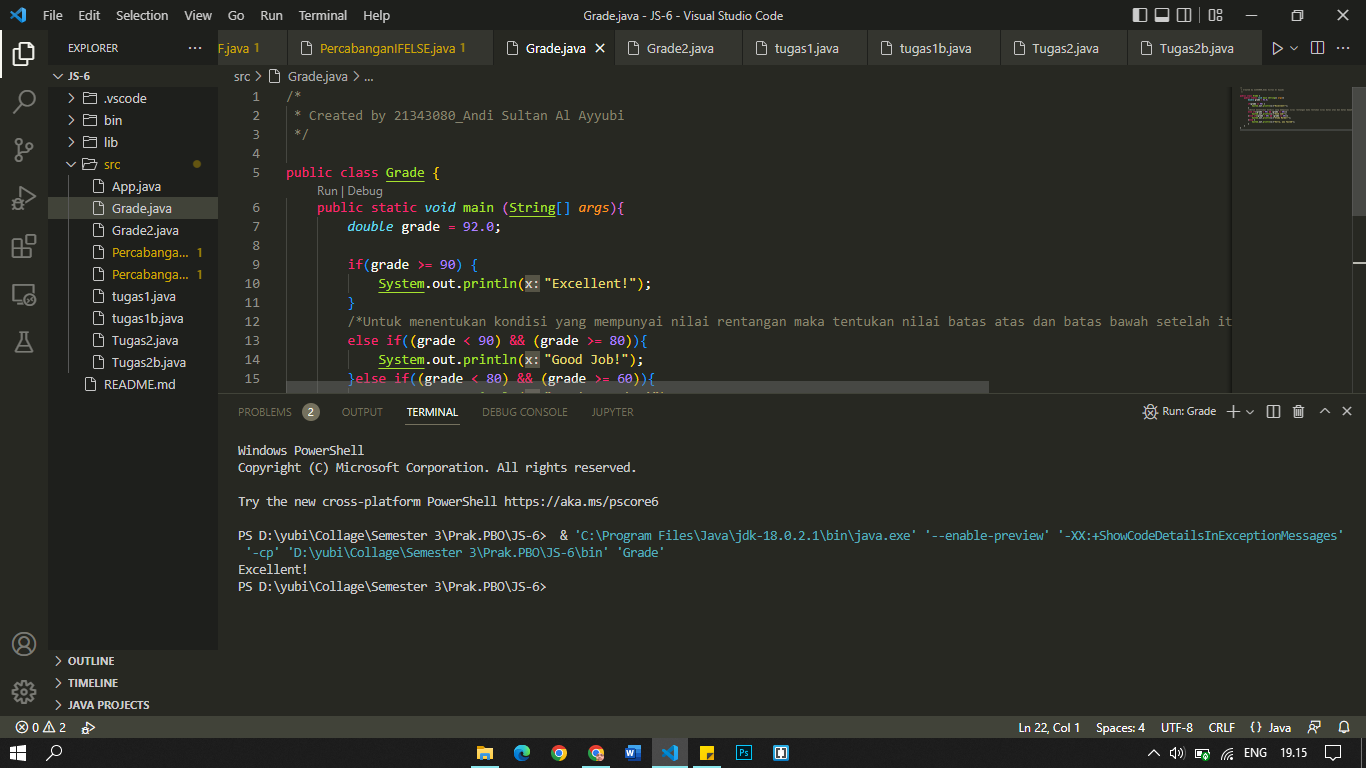 File Edit Selection View Go Run Terminal Help Grade.java - JS-6 - Visual Studio Code
EXPLORER
F.java 1 PercabanganIFELSE.java 1 Grade.java Grade2.java tugas1.java tugas1b.java Tugas2.java Tugas2b.java
JS-6
.vscode
bin
lib
src
App.java
Grade.java
Grade2.java
Percabanga... 1
Percabanga... 1
tugas1.java
tugas1b.java
Tugas2.java
Tugas2b.java
README.md
OUTLINE
TIMELINE
JAVA PROJECTS
src > Grade.java > ...
1 /*
2 * Created by 21343080_Andi Sultan Al Ayyubi
3 */
4
5 public class Grade {
Run | Debug
6 public static void main (String[] args){
7 double grade = 92.0;
8
9 if(grade >= 90) {
10 System.out.println(x: "Excellent!");
11 }
12 /*Untuk menentukan kondisi yang mempunyai nilai rentangan maka tentukan nilai batas atas dan batas bawah setelah it
13 else if((grade < 90) && (grade >= 80)){
14 System.out.println(x: "Good Job!");
15 }else if((grade < 80) && (grade >= 60)){
PROBLEMS 2 OUTPUT TERMINAL DEBUG CONSOLE JUPYTER Run: Grade
Windows PowerShell
Copyright (C) Microsoft Corporation. All rights reserved.
Try the new cross-platform PowerShell https://aka.ms/pscore6
PS D:\yubi\Collage\Semester 3\Prak.PBO\JS-6> & 'C:\Program Files\Java\jdk-18.0.2.1\bin\java.exe' '--enable-preview' '-XX:+ShowCodeDetailsInExceptionMessages'
'-cp' 'D:\yubi\Collage\Semester 3\Prak.PBO\JS-6\bin' 'Grade'
Excellent!
PS D:\yubi\Collage\Semester 3\Prak.PBO\JS-6>
0 2 Ln 22, Col 1 Spaces: 4 UTF-8 CRLF {} Java
ENG 19.15